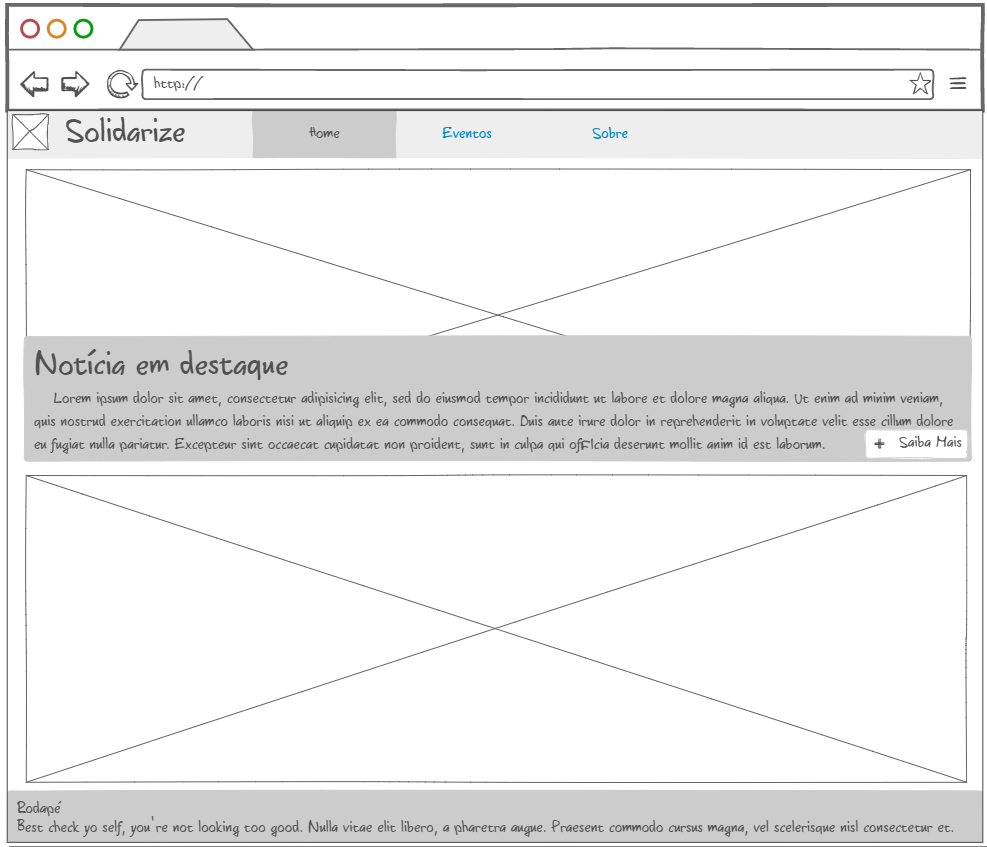 http://
Solidarize
Home
Eventos
Sobre
Notícia em destaque
Lorem ipsum dolor sit amet, consectetur adipisicing elit, sed do eiusmod tempor incididunt ut labore et dolore magna aliqua. Ut enim ad minim veniam,
quis nostrud exercitation ullamco laboris nisi ut aliquip ex ea commodo consequat. Duis aute irure dolor in reprehenderit in voluptate velit esse cillum dolore
eu fugiat nulla pariatur. Excepteur sint occaecat cupidatat non proident, sunt in culpa qui officia deserunt mollit anim id est laborum.
+ Saiba Mais
Rodapé
Best check yo self, you're not looking too good. Nulla vitae elit libero, a pharetra augue. Praesent commodo cursus magna, vel scelerisque nisl consectetur et.